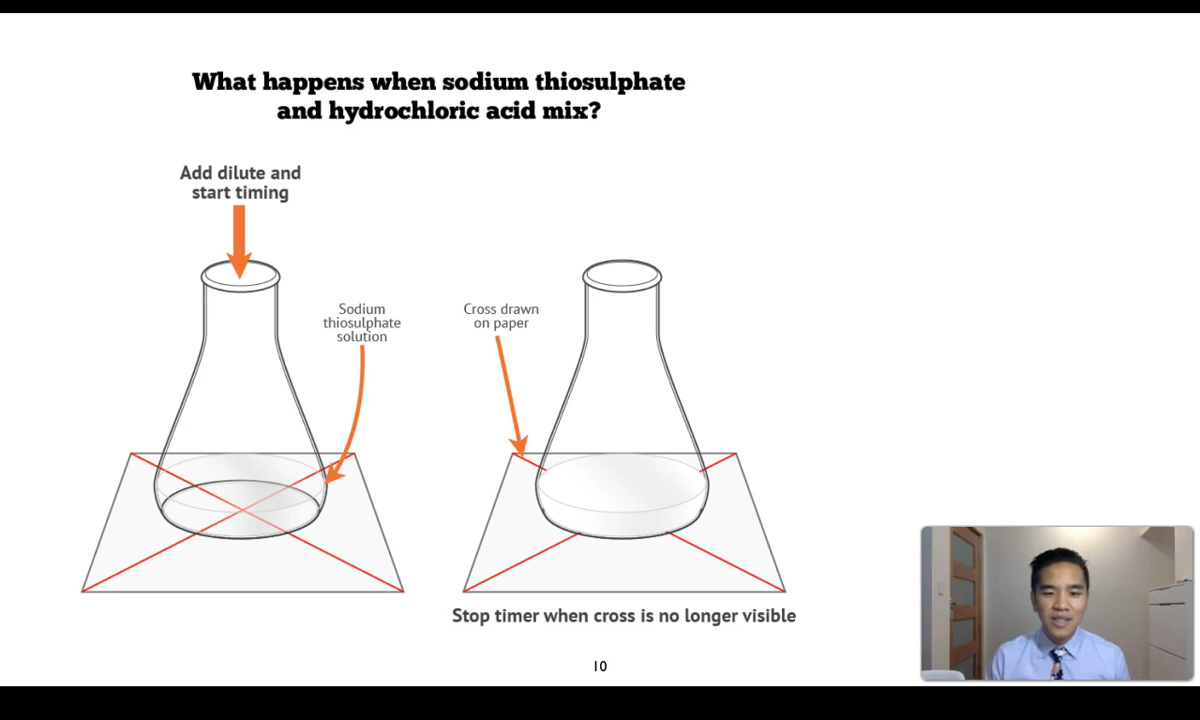 What happens when sodium thiosulphate
and hydrochloric acid mix?
Add dilute and
start timing
Sodium
thiosulphate
solution
Cross drawn
on paper
Stop timer when cross is no longer visible
10